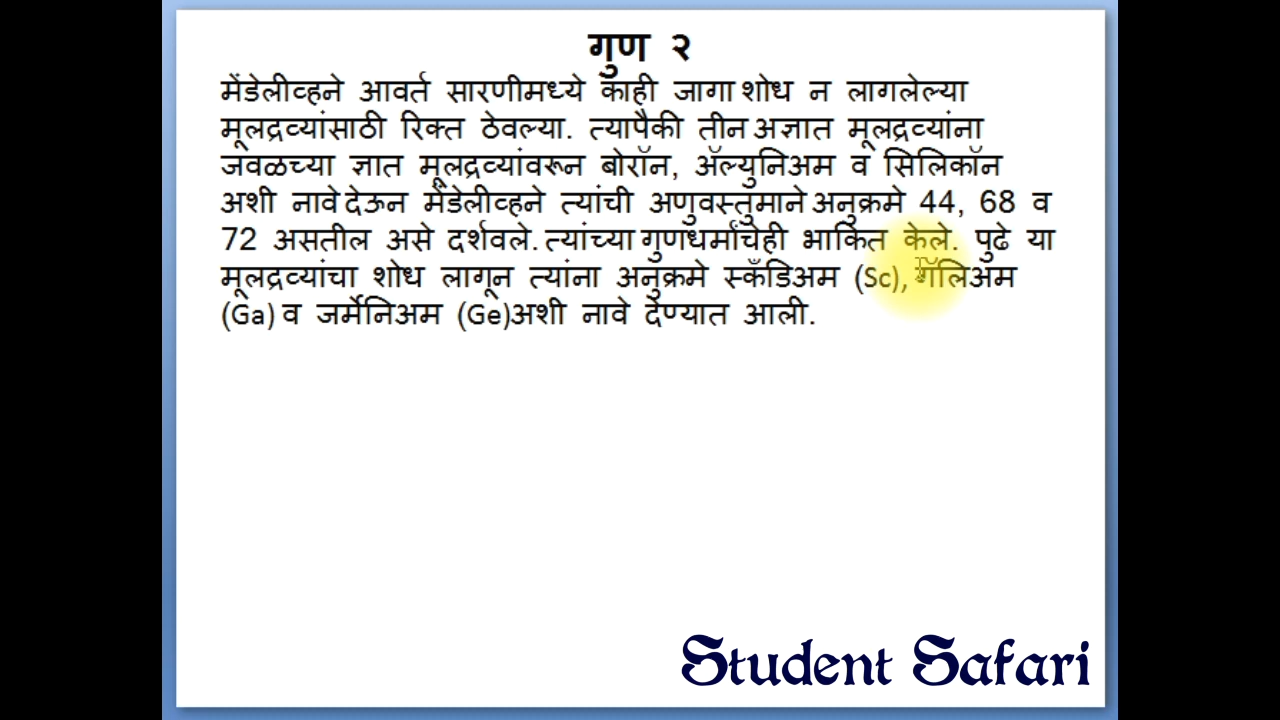 गुण २
मेंडेलीव्हने आवर्त सारणीमध्ये काही जागा शोध न लागलेल्या
मूलद्रव्यांसाठी रिक्त ठेवल्या. त्यापैकी तीन अज्ञात मूलद्रव्यांना
जवळच्या ज्ञात मूलद्रव्यांवरून बोरॉन, ॲल्युनिअम व सिलिकॉन
अशी नावे देऊन मेंडेलीव्हने त्यांची अणुवस्तुमाने अनुक्रमे 44, 68 व
72 असतील असे दर्शवले. त्यांच्या गुणधर्मांचेही भाकित केले. पुढे या
मूलद्रव्यांचा शोध लागून त्यांना अनुक्रमे स्कँडिअम (Sc), गॅलिअम
(Ga) व जर्मेनिअम (Ge)अशी नावे देण्यात आली.
Student Safari